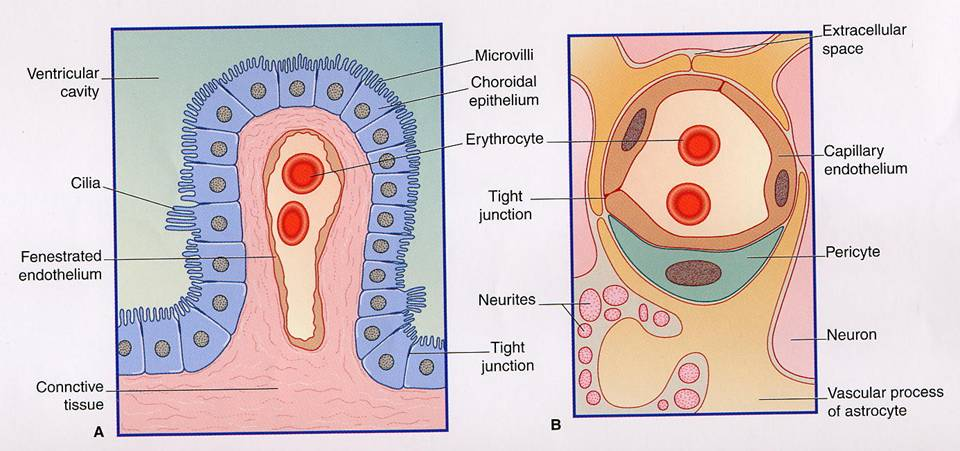 Ventricular
cavity
Cilia
Fenestrated
endothelium
Connctive
tissue
A
Microvilli
Choroidal
epithelium
Erythrocyte
Tight
junction
Neurites
Tight
junction
B
Extracellular
space
Capillary
endothelium
Pericyte
Neuron
Vascular process
of astrocyte